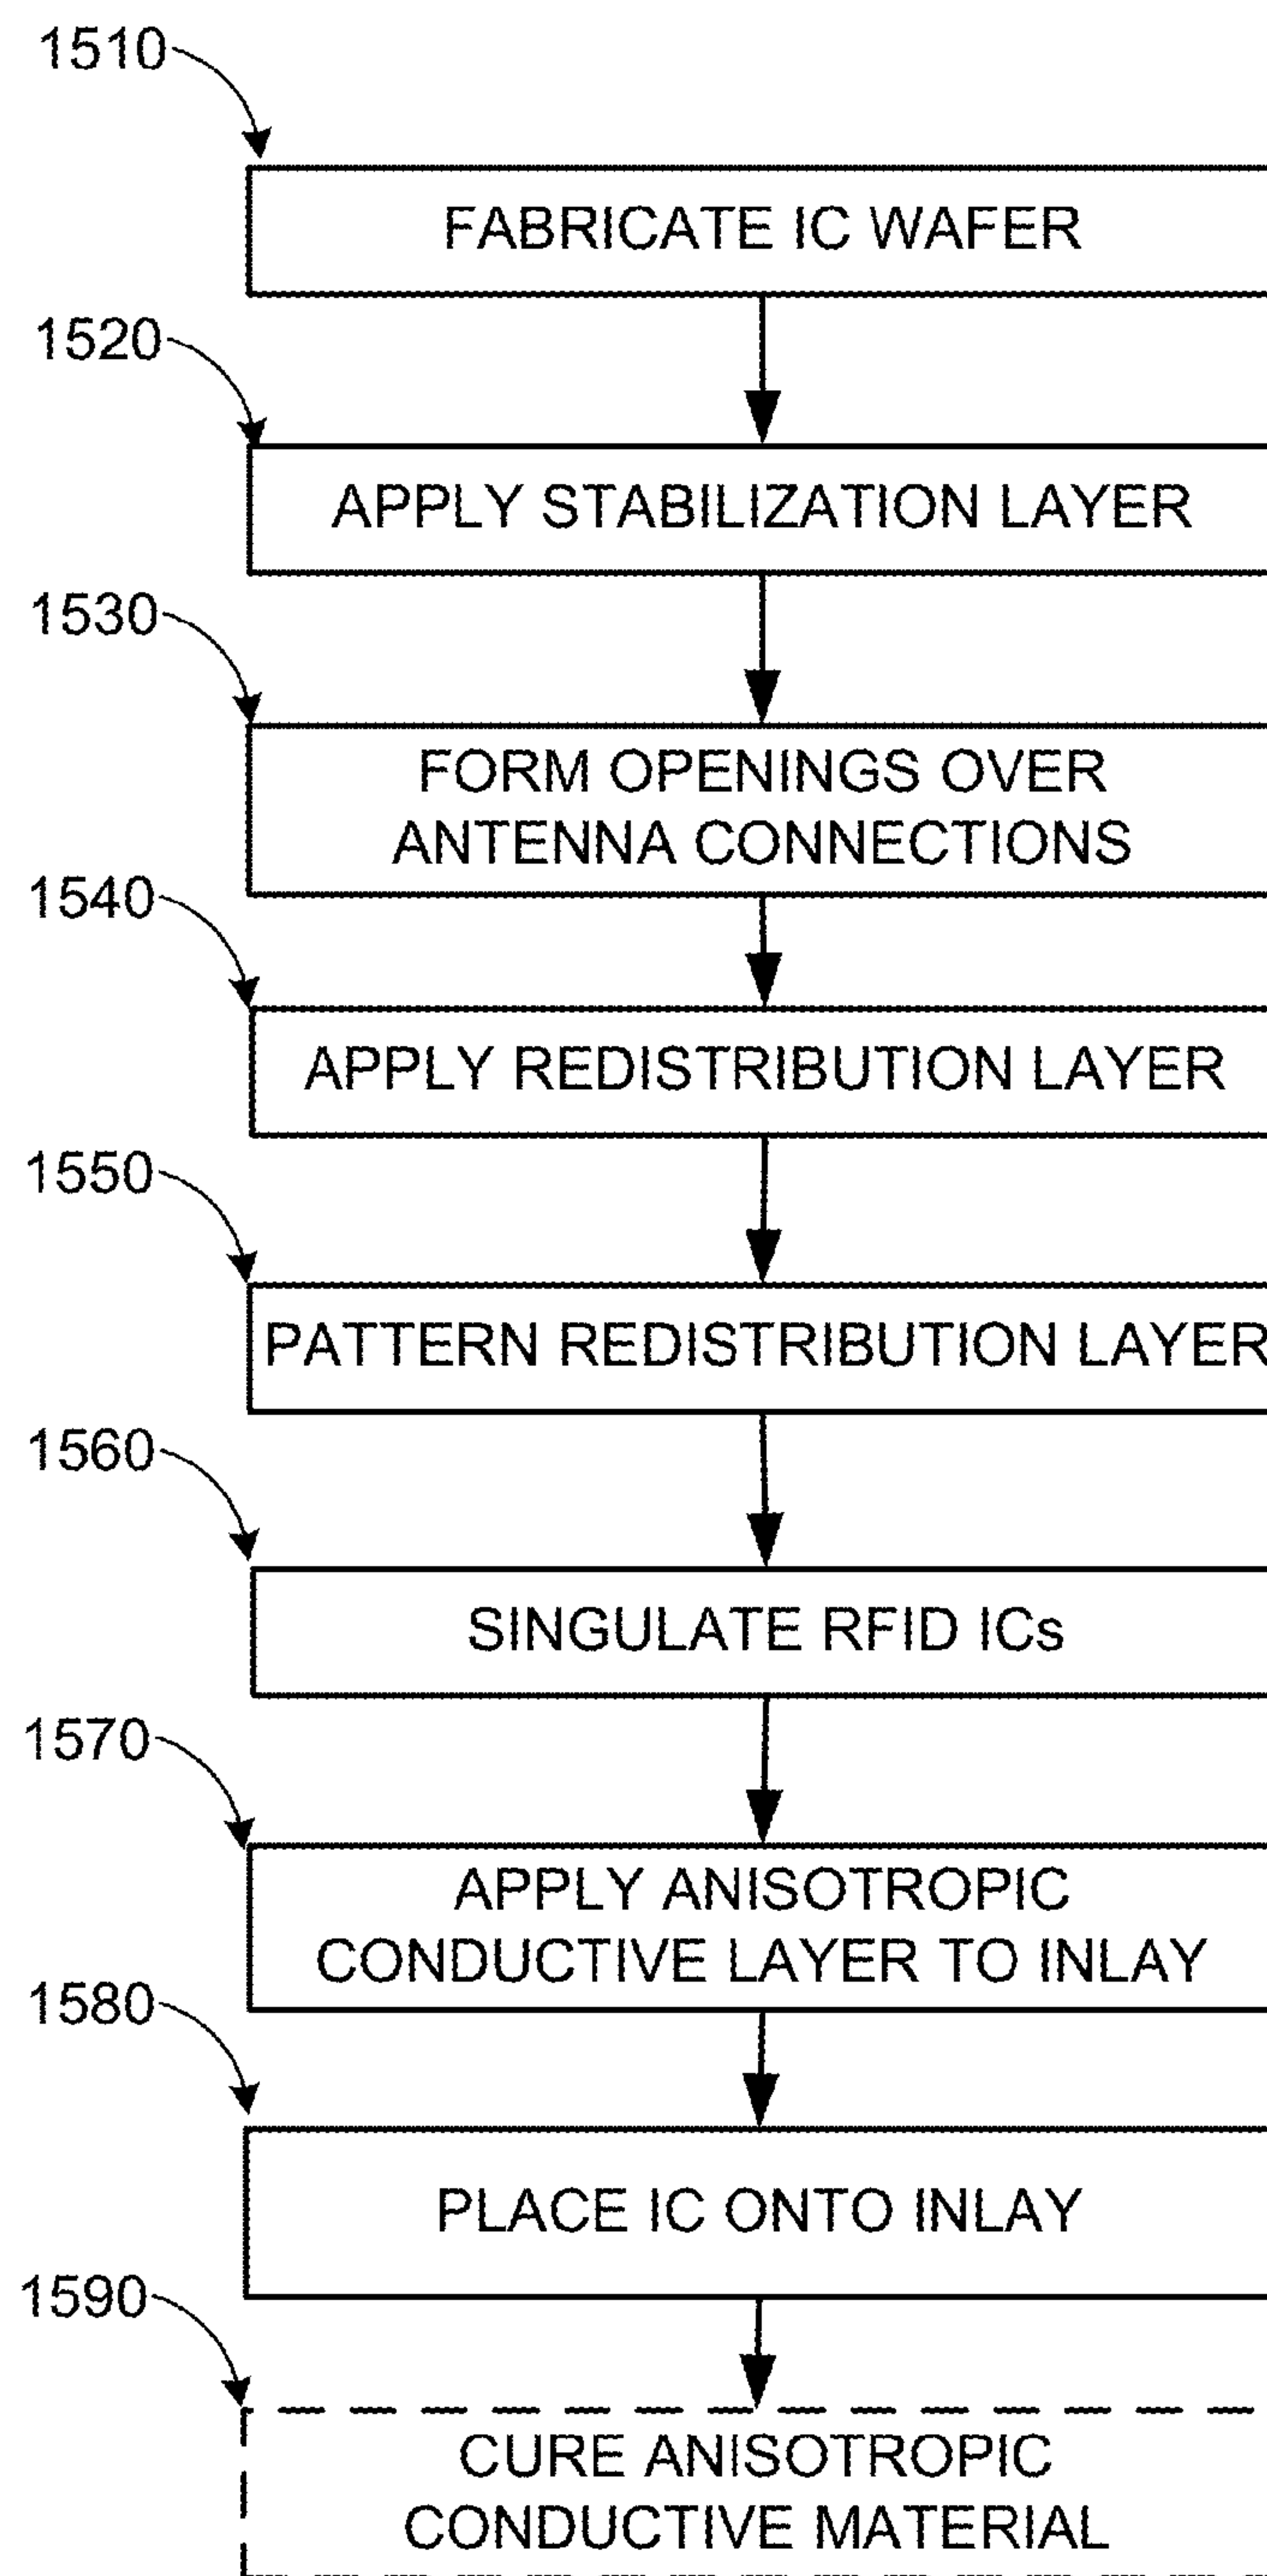 1510
FABRICATE IC WAFER
1520
APPLY STABILIZATION LAYER
1530
FORM OPENINGS OVER
ANTENNA CONNECTIONS
1540
APPLY REDISTRIBUTION LAYER
1550
PATTERN REDISTRIBUTION LAYER
1560
SINGULATE RFID ICs
1570
APPLY ANISOTROPIC
CONDUCTIVE LAYER TO INLAY
1580
PLACE IC ONTO INLAY
1590
CURE ANISOTROPIC
CONDUCTIVE MATERIAL